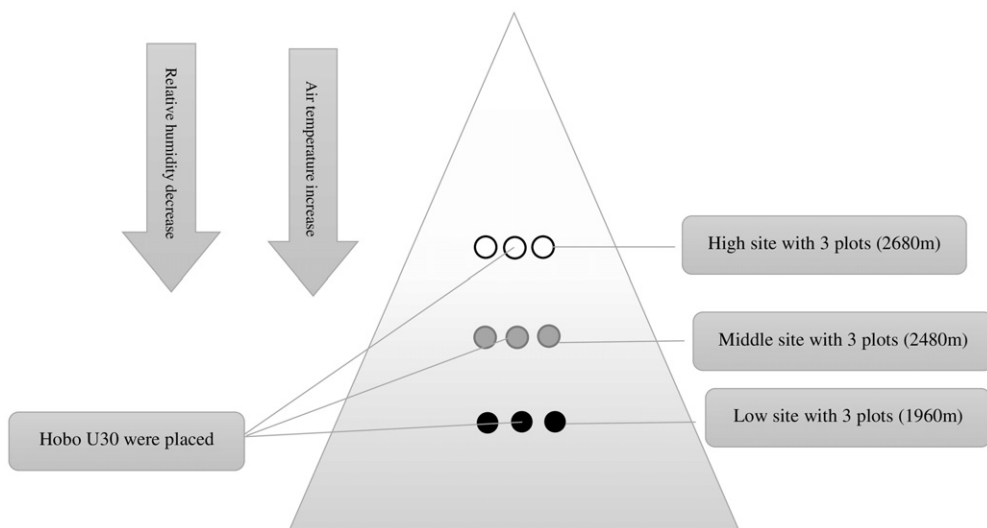 Relative humidity decrease
Air temperature increase
High site with 3 plots (2680m)
Middle site with 3 plots (2480m)
Low site with 3 plots (1960m)
Hobo U30 were placed